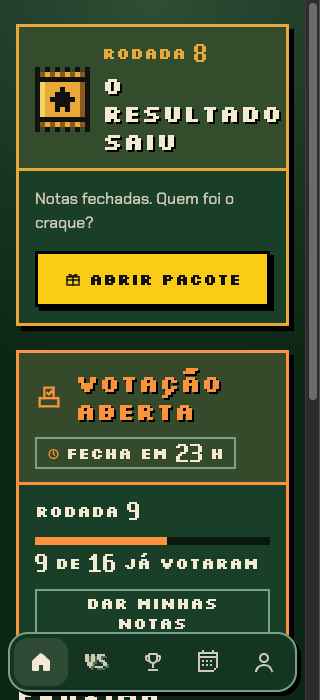 RODADA 8
O
RESULTADO
SAIU
Notas fechadas. Quem foi o
craque?
ABRIR PACOTE
VOTAÇÃO
ABERTA
FECHA EM 23 H
RODADA 9
9 DE 16 JÁ VOTARAM
DAR MINHAS
NOTAS
VS